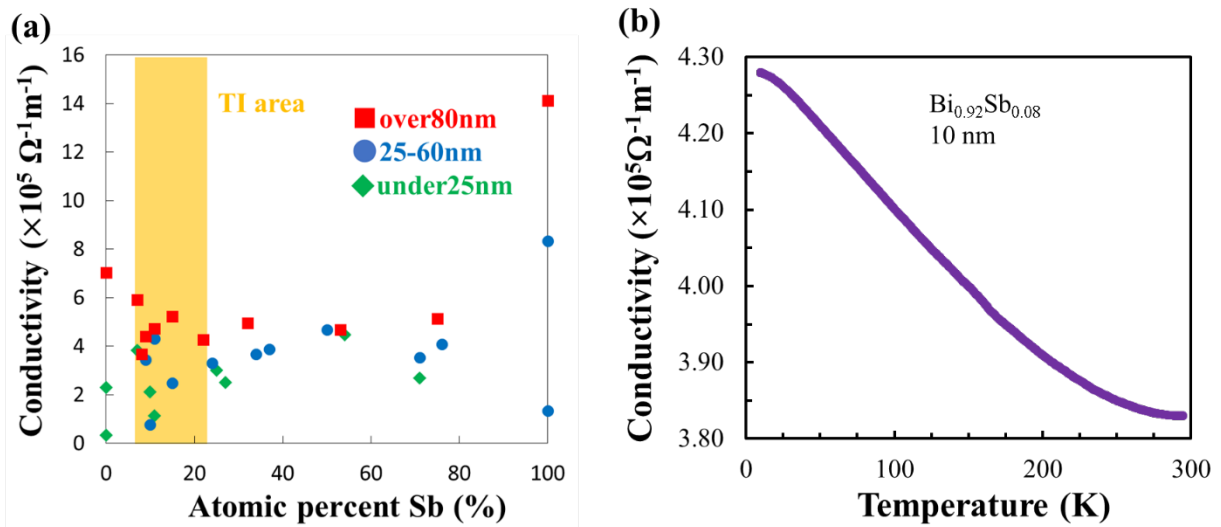 (a)
Conductivity (×10⁵ Ω⁻¹m⁻¹)
16
14
12
10
8
6
4
2
0
TI area
over80nm
25-60nm
under25nm
0 20 40 60 80 100
Atomic percent Sb (%)
(b)
Conductivity (×10⁵Ω⁻¹m⁻¹)
4.30
4.20
4.10
4.00
3.90
3.80
Bi₀.₉₂Sb₀.₀₈
10 nm
0 100 200 300
Temperature (K)